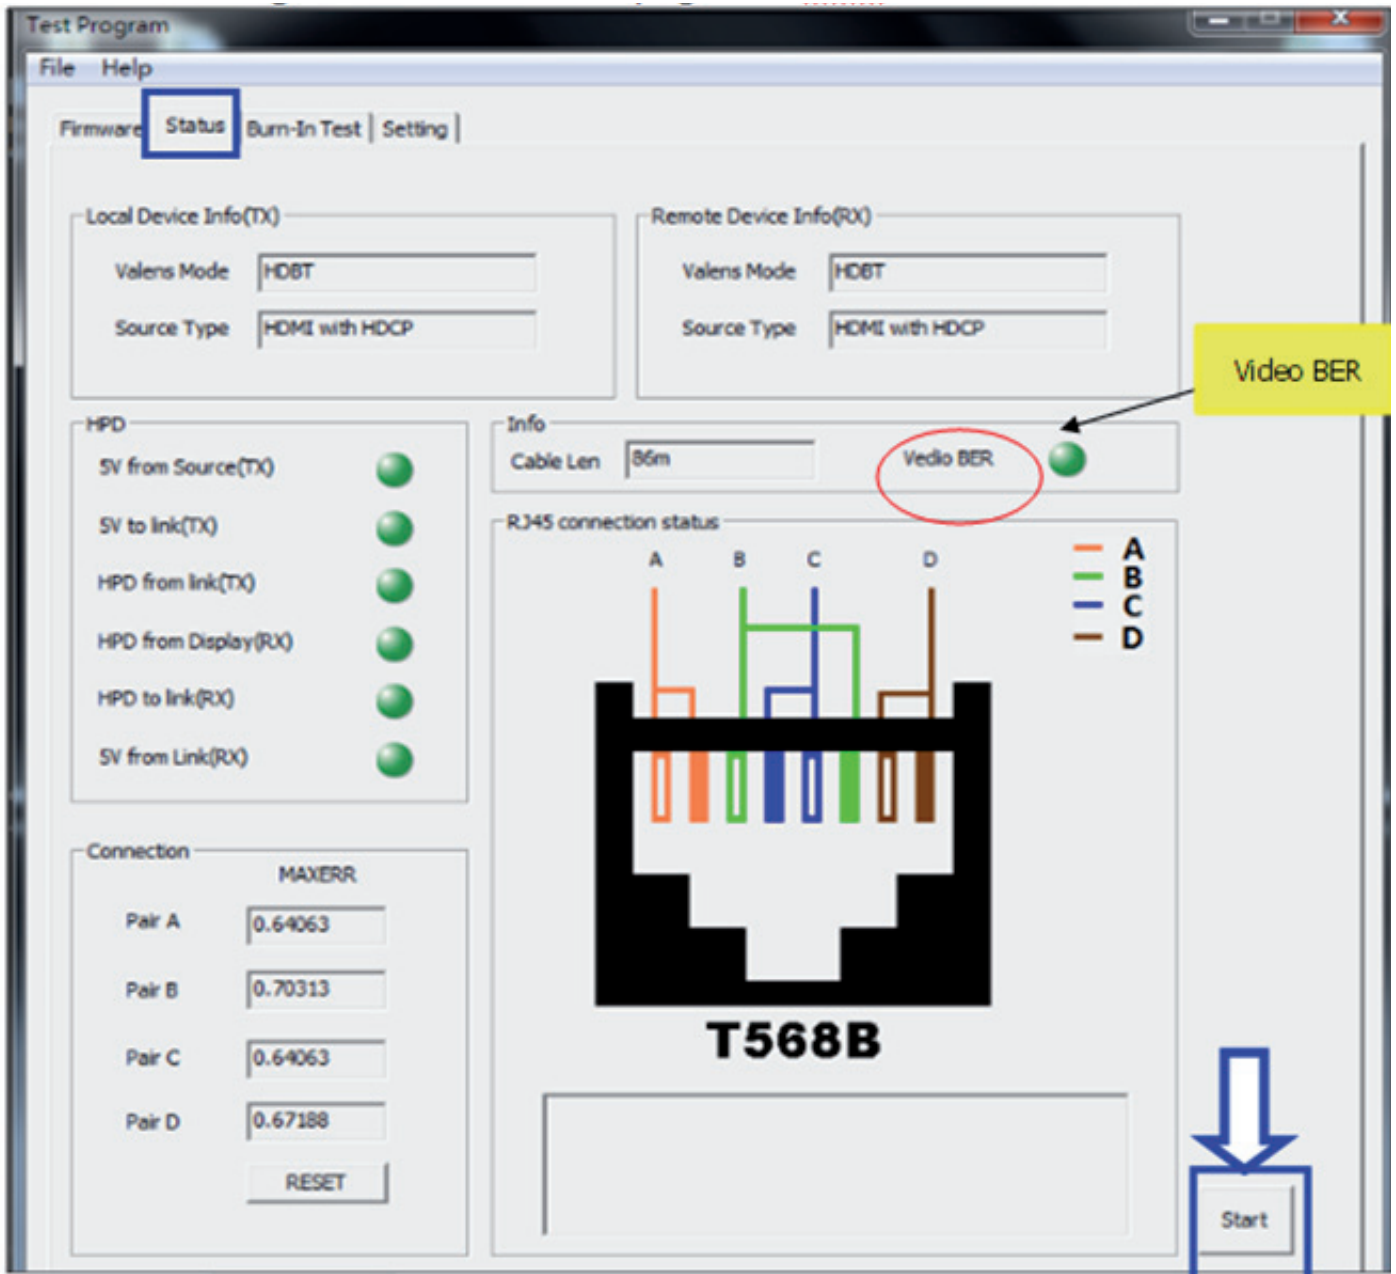 Test Program
File Help
Firmware Status Burn-In Test Setting
Local Device Info(TX)
Valens Mode HDBT
Source Type HDMI with HDCP
Remote Device Info(RX)
Valens Mode HDBT
Source Type HDMI with HDCP
Video BER
HPD
5V from Source(TX)
5V to link(TX)
HPD from link(TX)
HPD from Display(RX)
HPD to link(RX)
5V from Link(RX)
Info
Cable Len 86m Vedio BER
RJ45 connection status
A B C D
A
B
C
D
T568B
Connection
MAXERR
Pair A 0.64063
Pair B 0.70313
Pair C 0.64063
Pair D 0.67188
RESET
Start